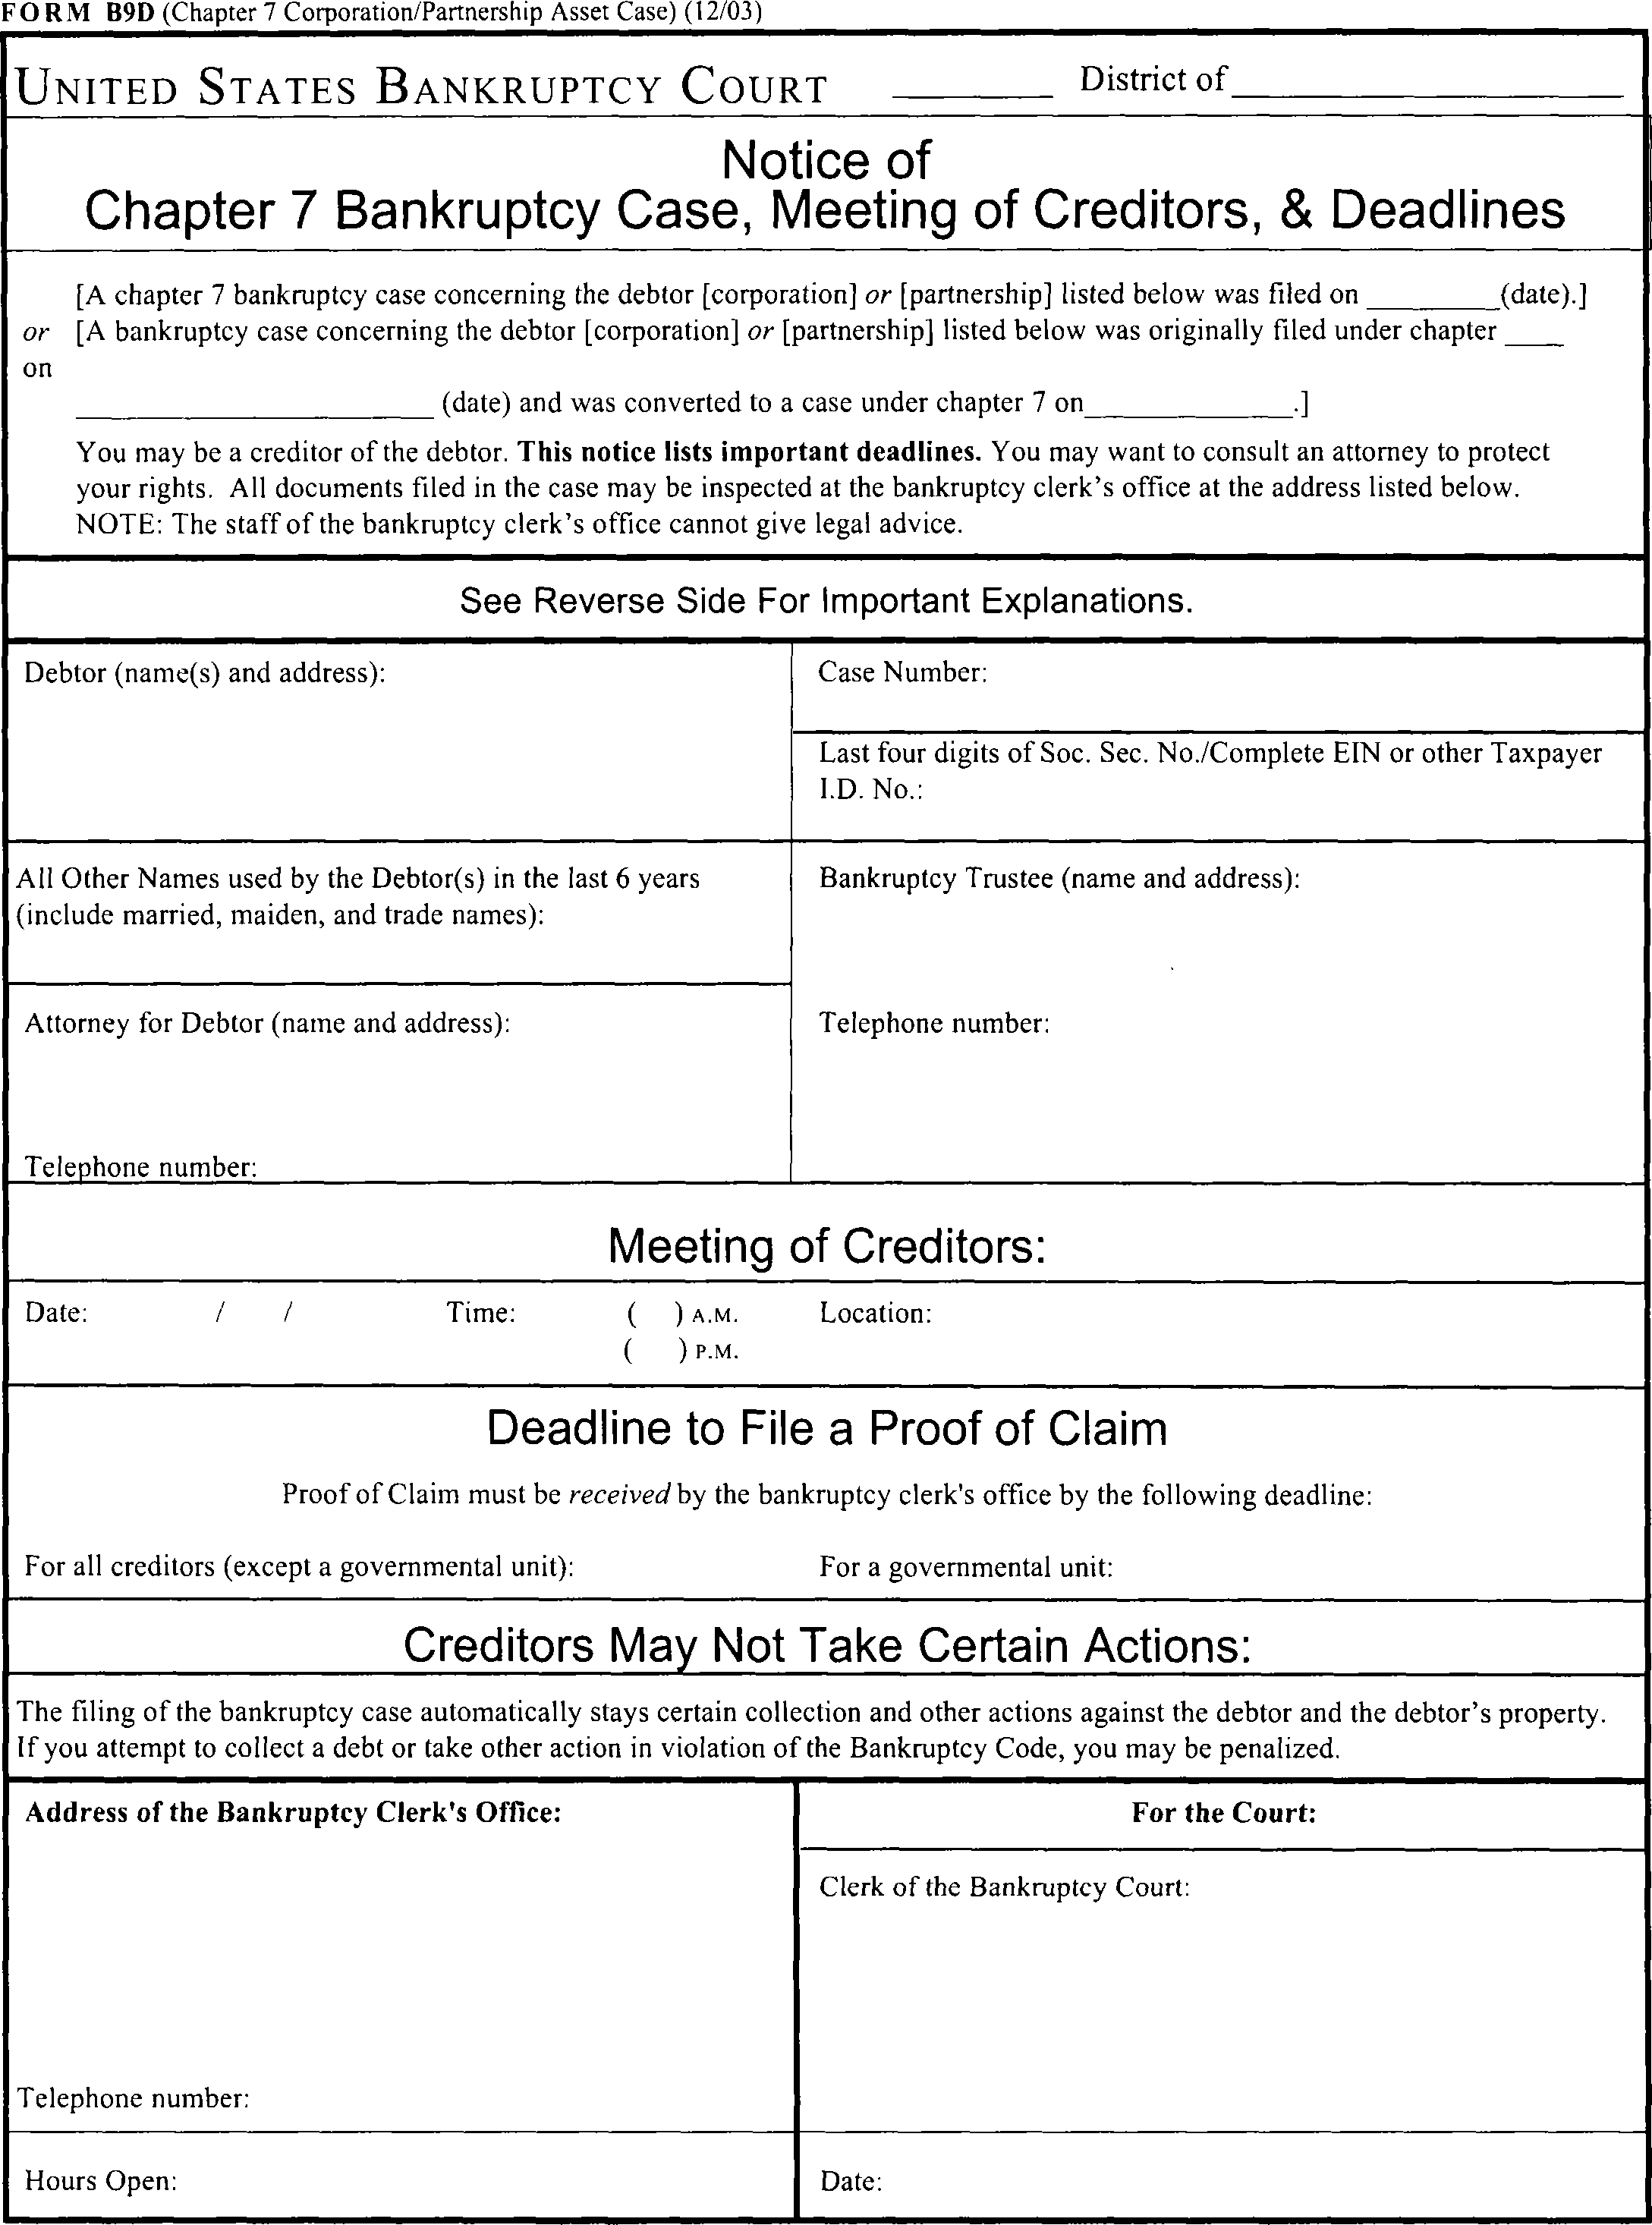 FORM B9D (Chapter 7 Corporation/Partnership Asset Case) (12/03)
UNITED STATES BANKRUPTCY COURT ________ District of ____________________
Notice of
Chapter 7 Bankruptcy Case, Meeting of Creditors, & Deadlines
[A chapter 7 bankruptcy case concerning the debtor [corporation] or [partnership] listed below was filed on _________(date).]
or [A bankruptcy case concerning the debtor [corporation] or [partnership] listed below was originally filed under chapter ____
on
________________________ (date) and was converted to a case under chapter 7 on______________.]
You may be a creditor of the debtor. This notice lists important deadlines. You may want to consult an attorney to protect
your rights. All documents filed in the case may be inspected at the bankruptcy clerk's office at the address listed below.
NOTE: The staff of the bankruptcy clerk's office cannot give legal advice.
See Reverse Side For Important Explanations.
Debtor (name(s) and address):
Case Number:
Last four digits of Soc. Sec. No./Complete EIN or other Taxpayer
I.D. No.:
All Other Names used by the Debtor(s) in the last 6 years
(include married, maiden, and trade names):
Bankruptcy Trustee (name and address):
Attorney for Debtor (name and address):
Telephone number:
Telephone number:
Meeting of Creditors:
Date: / / Time: ( ) A.M. Location:
( ) P.M.
Deadline to File a Proof of Claim
Proof of Claim must be received by the bankruptcy clerk's office by the following deadline:
For all creditors (except a governmental unit): For a governmental unit:
Creditors May Not Take Certain Actions:
The filing of the bankruptcy case automatically stays certain collection and other actions against the debtor and the debtor's property.
If you attempt to collect a debt or take other action in violation of the Bankruptcy Code, you may be penalized.
Address of the Bankruptcy Clerk's Office:
For the Court:
Clerk of the Bankruptcy Court:
Telephone number:
Hours Open:
Date: